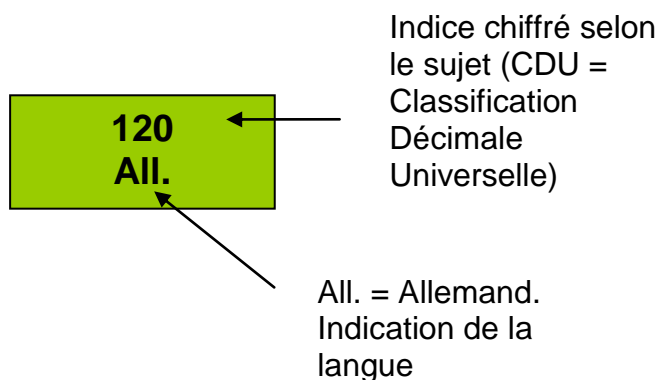 Indice chiffré selon
le sujet (CDU =
Classification
Décimale
Universelle)
120
All.
All. = Allemand.
Indication de la
langue